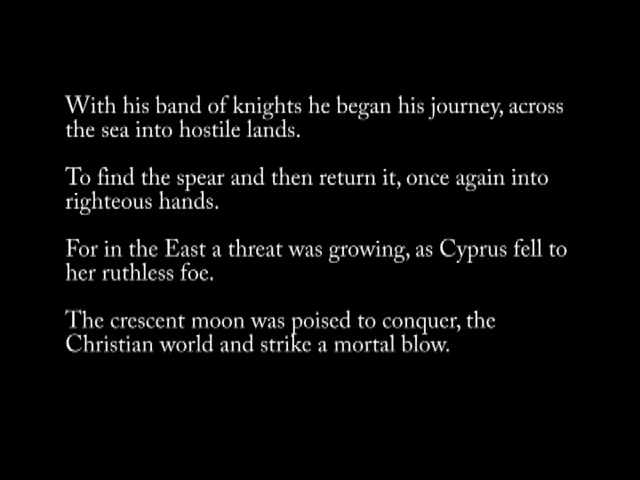 With his band of knights he began his journey, across
the sea into hostile lands.
To find the spear and then return it, once again into
righteous hands.
For in the East a threat was growing, as Cyprus fell to
her ruthless foe.
The crescent moon was poised to conquer, the
Christian world and strike a mortal blow.